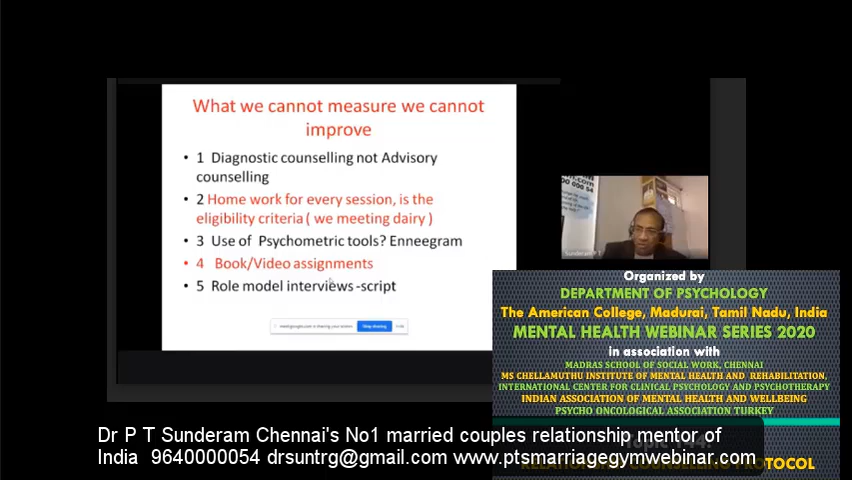 What we cannot measure we cannot
improve
• 1 Diagnostic counselling not Advisory
counselling
• 2 Home work for every session, is the
eligibility criteria ( we meeting dairy )
• 3 Use of Psychometric tools? Enneegram
• 4 Book/Video assignments
• 5 Role model interviews -script
Stop sharing
Sunderam P T
Organized by
DEPARTMENT OF PSYCHOLOGY
The American College, Madurai, Tamil Nadu, India
MENTAL HEALTH WEBINAR SERIES 2020
in association with
MADRAS SCHOOL OF SOCIAL WORK, CHENNAI
MS CHELLAMUTHU INSTITUTE OF MENTAL HEALTH AND REHABILITATION,
INTERNATIONAL CENTER FOR CLINICAL PSYCHOLOGY AND PSYCHOTHERAPY
INDIAN ASSOCIATION OF MENTAL HEALTH AND WELLBEING
PSYCHO ONCOLOGICAL ASSOCIATION TURKEY
Dr P T Sunderam Chennai's No1 married couples relationship mentor of
India 9640000054 drsuntrg@gmail.com www.ptsmarriagegymwebinar.com